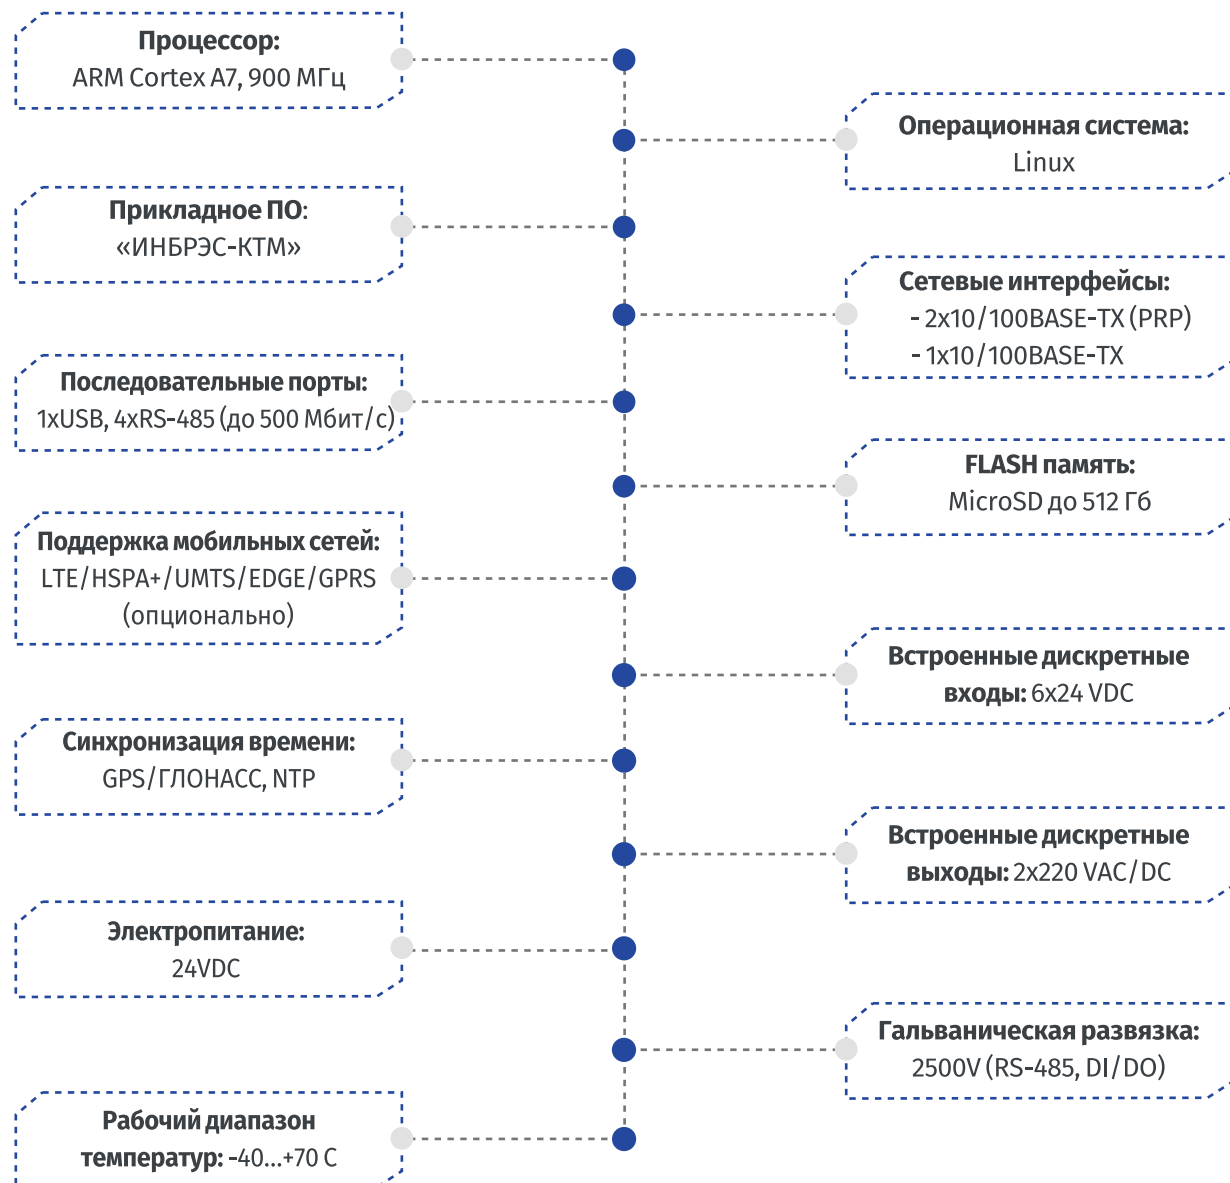 Процессор:
ARM Cortex A7, 900 МГц
Операционная система:
Linux
Прикладное ПО:
«ИНБРЭС-КТМ»
Сетевые интерфейсы:
- 2x10/100BASE-TX (PRP)
- 1x10/100BASE-TX
Последовательные порты:
1xUSB, 4xRS-485 (до 500 Мбит/с)
FLASH память:
MicroSD до 512 Гб
Поддержка мобильных сетей:
LTE/HSPA+/UMTS/EDGE/GPRS
(опционально)
Встроенные дискретные
входы: 6x24 VDC
Синхронизация времени:
GPS/ГЛОНАСС, NTP
Встроенные дискретные
выходы: 2x220 VAC/DC
Электропитание:
24VDC
Гальваническая развязка:
2500V (RS-485, DI/DO)
Рабочий диапазон
температур: -40...+70 С